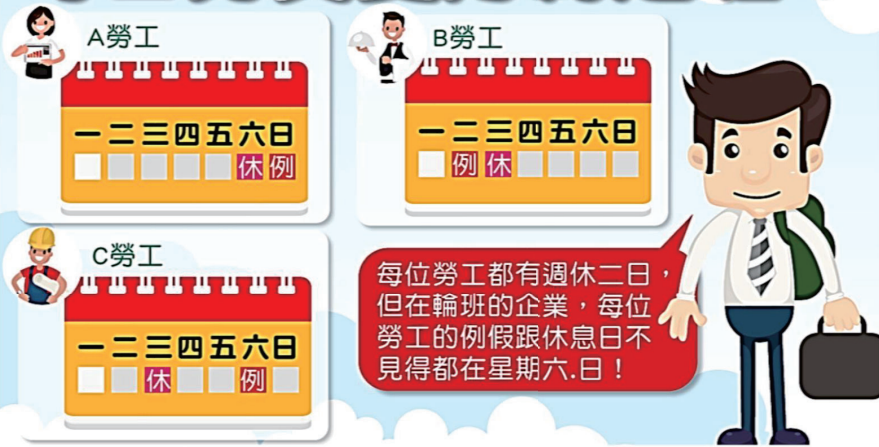 A勞工
一二三四五六日
休例
B勞工
一二三四五六日
例休
C勞工
一二三四五六日
休 例
每位勞工都有週休二日，
但在輪班的企業，每位
勞工的例假跟休息日不
見得都在星期六.日！